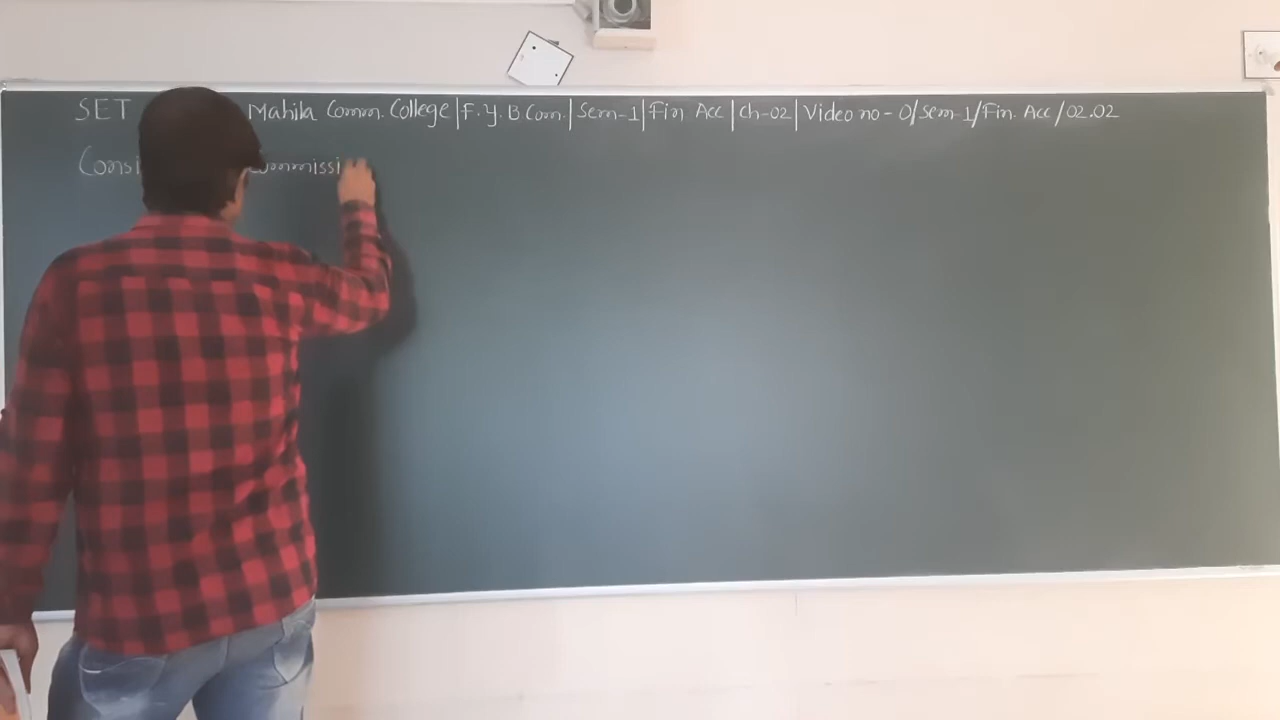 SET Mahila Comm. College | F. Y. B Com. | Sem-1 | Fin Acc | Ch-02 | Video no - 0/Sem-1/Fin. Acc /02.02
Consi ommissi